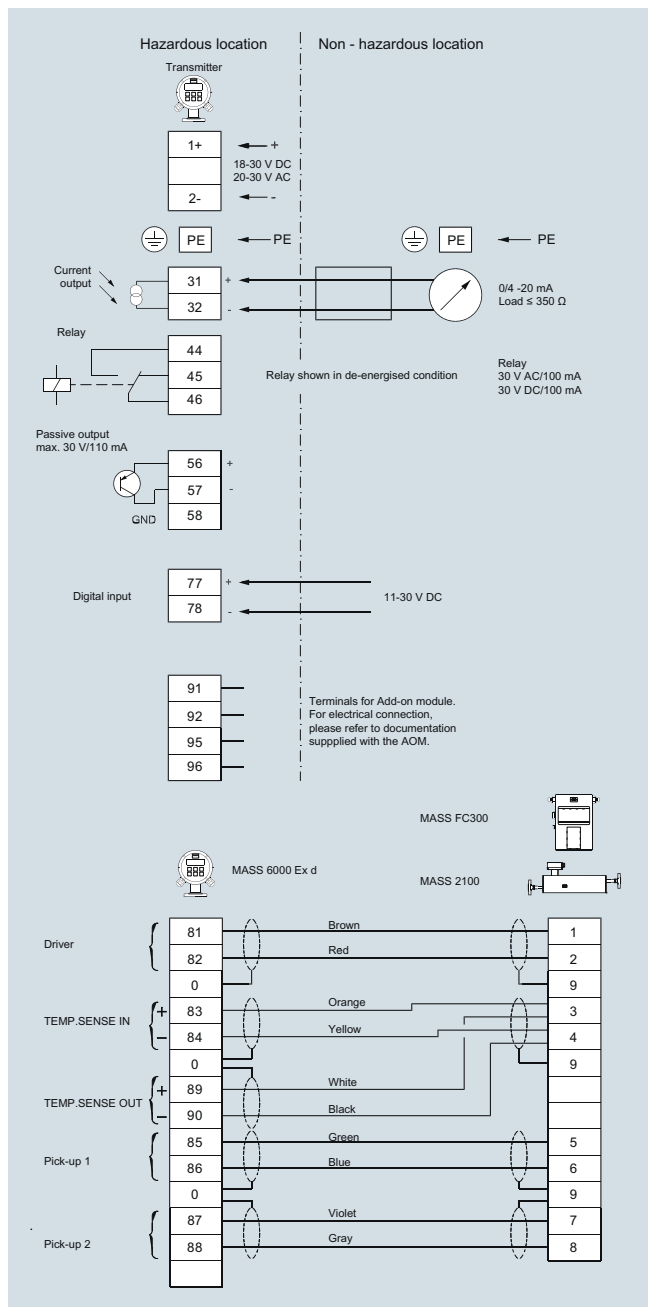 Hazardous location
Non - hazardous location
Transmitter
1+
+
18-30 V DC
20-30 V AC
2-
-
PE
PE
PE
PE
Current
output
31
+
32
-
0/4 -20 mA
Load ≤ 350 Ω
Relay
44
45
46
Relay shown in de-energised condition
Relay
30 V AC/100 mA
30 V DC/100 mA
Passive output
max. 30 V/110 mA
56
+
57
-
GND
58
Digital input
77
+
78
-
11-30 V DC
91
92
95
96
Terminals for Add-on module.
For electrical connection,
please refer to documentation
suppplied with the AOM.
MASS FC300
MASS 6000 Ex d
MASS 2100
Driver
81
Brown
1
82
Red
2
0
9
TEMP.SENSE IN
+
83
Orange
3
-
84
Yellow
4
0
9
TEMP.SENSE OUT
+
89
White
-
90
Black
Pick-up 1
85
Green
5
86
Blue
6
0
9
Pick-up 2
87
Violet
7
88
Gray
8